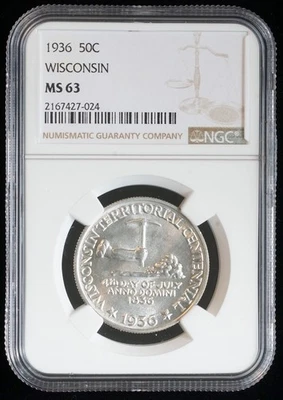 1936 50C
WISCONSIN
MS 63
2167427-024
NUMISMATIC GUARANTY COMPANY
NGC
WISCONSIN TERRITORIAL CENTENNIAL
4th DAY OF JULY
ANNO DOMINI
1836
★ 1936 ★